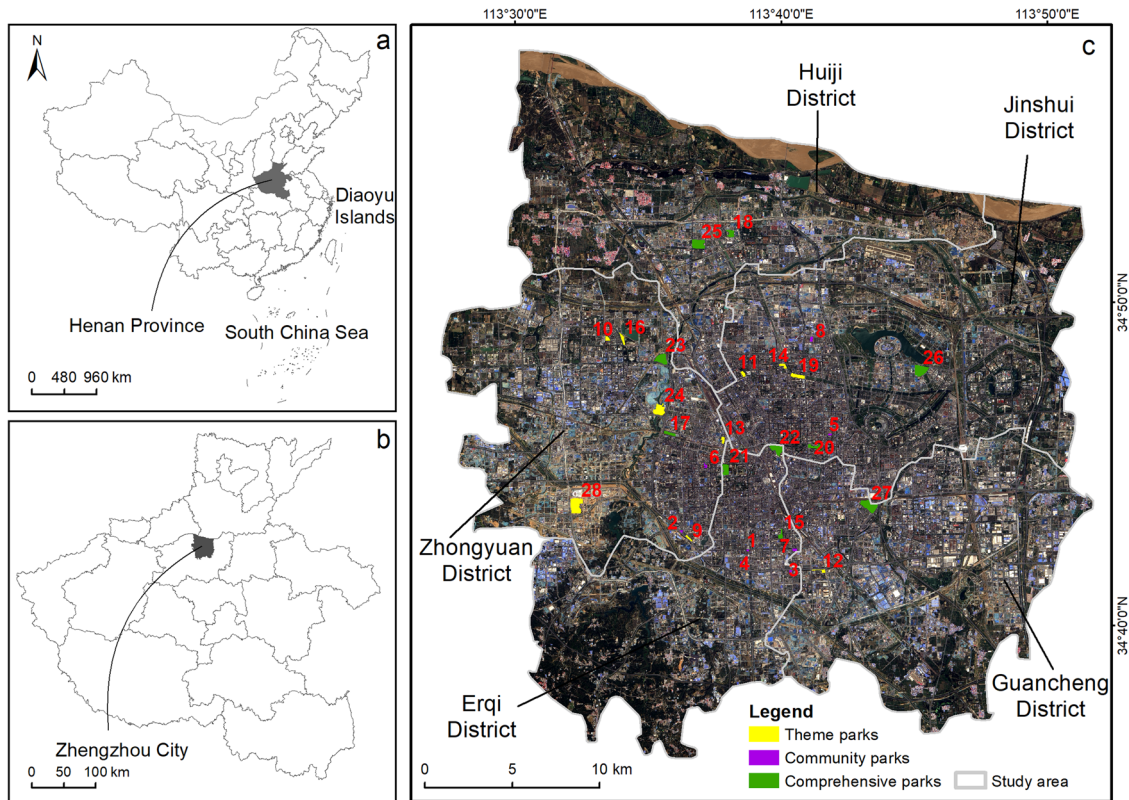 a
N
Diaoyu
Islands
Henan Province
South China Sea
0 480 960 km
b
Zhengzhou City
0 50 100 km
113°30'0"E
113°40'0"E
113°50'0"E
c
Huiji
District
Jinshui
District
34°50'0"N
34°40'0"N
18
25
10
16
23
8
11
14
19
26
24
17
13
5
22
20
6
21
28
27
2
9
1
15
7
4
3
12
Zhongyuan
District
Erqi
District
Guancheng
District
Legend
Theme parks
Community parks
Comprehensive parks
Study area
0 5 10 km